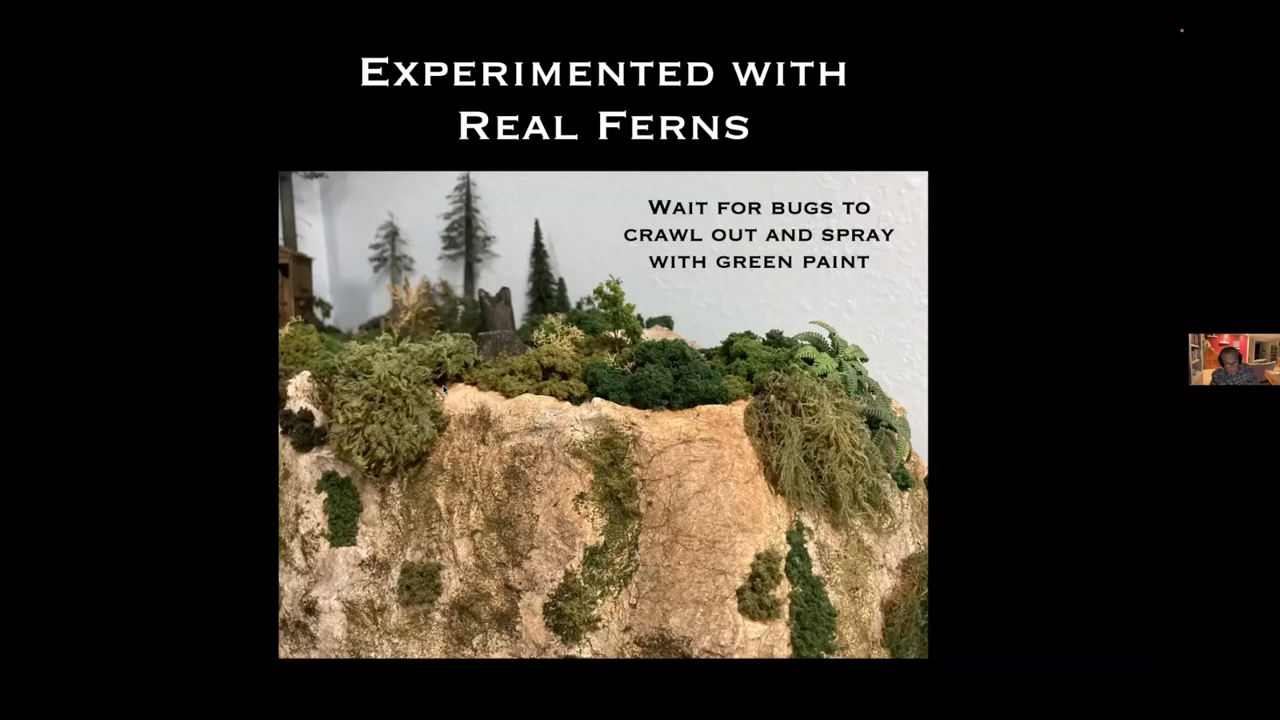 Experimented with
Real Ferns
Wait for bugs to
crawl out and spray
with green paint